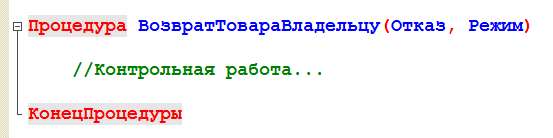 Процедура ВозвратТовараВладельцу(Отказ, Режим)
//Контрольная работа...
КонецПроцедуры